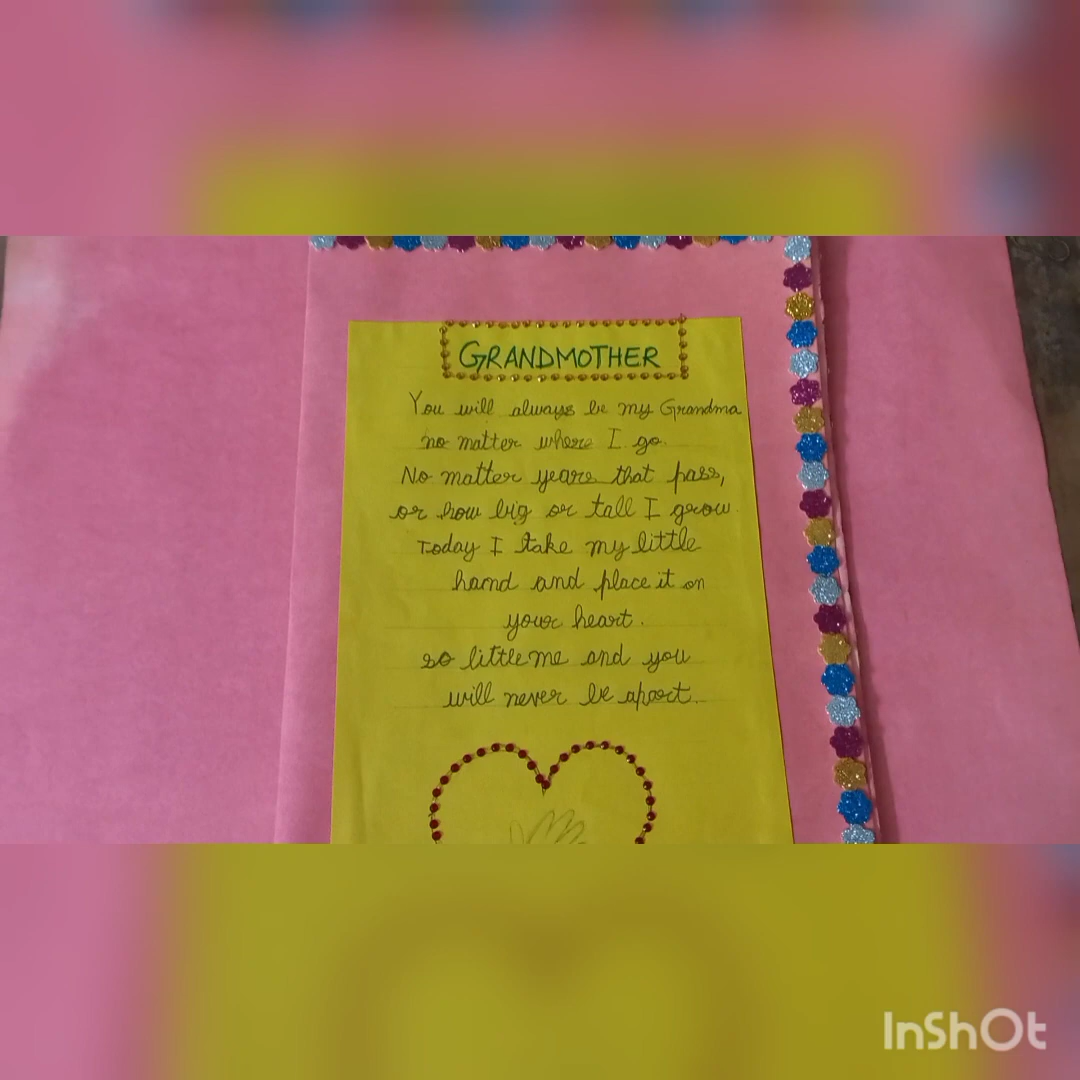 GRANDMOTHER
You will always be my Grandma
no matter where I go.
No matter years that pass,
or how big or tall I grow.
Today I take my little
hand and place it on
your heart.
so little me and you
will never be apart.
InShOt